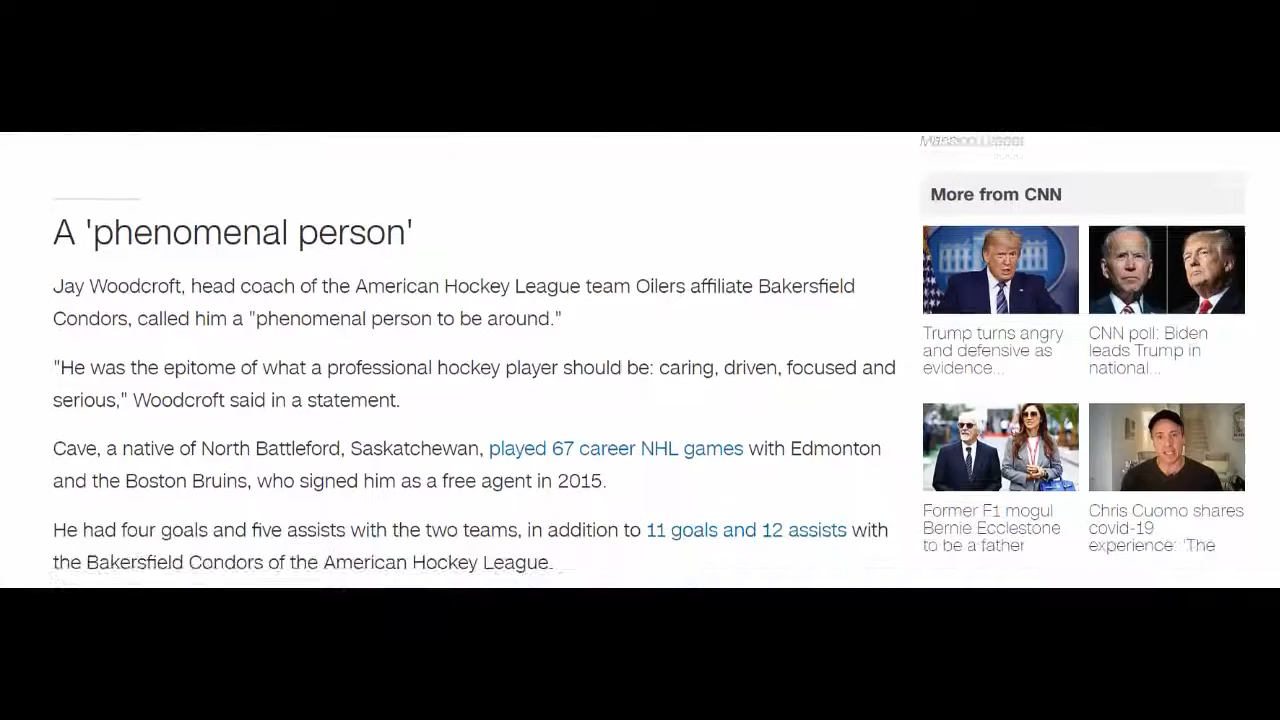 A 'phenomenal person'
Jay Woodcroft, head coach of the American Hockey League team Oilers affiliate Bakersfield
Condors, called him a "phenomenal person to be around."
"He was the epitome of what a professional hockey player should be: caring, driven, focused and
serious," Woodcroft said in a statement.
Cave, a native of North Battleford, Saskatchewan, played 67 career NHL games with Edmonton
and the Boston Bruins, who signed him as a free agent in 2015.
He had four goals and five assists with the two teams, in addition to 11 goals and 12 assists with
the Bakersfield Condors of the American Hockey League.
More from CNN
Trump turns angry
and defensive as
evidence...
CNN poll: Biden
leads Trump in
national...
Former F1 mogul
Bernie Ecclestone
to be a father
Chris Cuomo shares
covid-19
experience: 'The